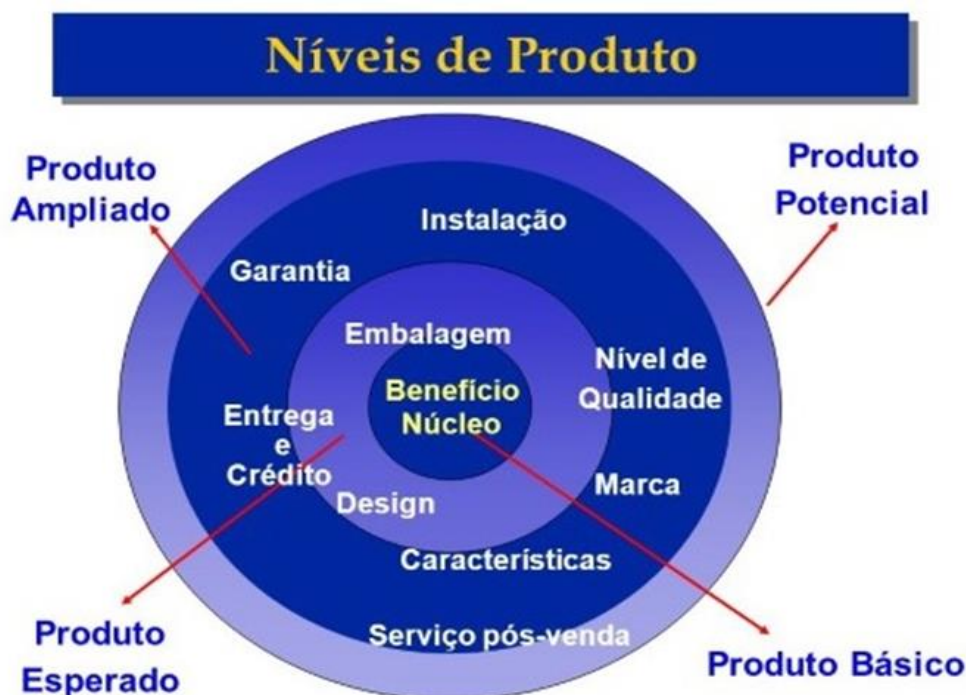 Níveis de Produto
Produto
Ampliado
Produto
Potencial
Instalação
Garantia
Embalagem
Nível de
Qualidade
Benefício
Núcleo
Entrega
e
Crédito
Marca
Design
Características
Serviço pós-venda
Produto
Esperado
Produto Básico